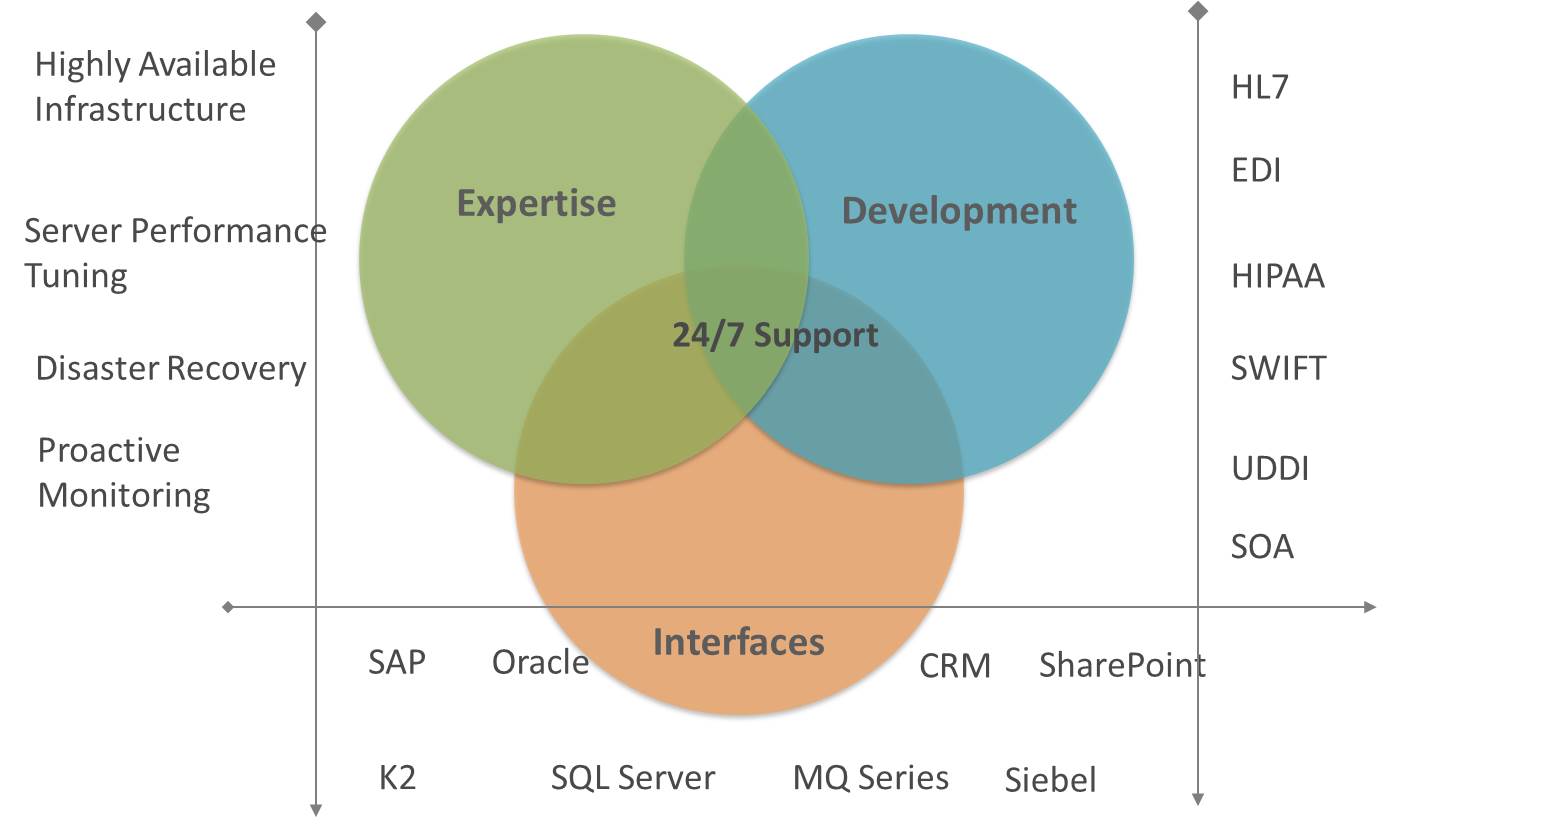 Highly Available
Infrastructure
Server Performance
Tuning
Disaster Recovery
Proactive
Monitoring
Expertise
Development
24/7 Support
Interfaces
HL7
EDI
HIPAA
SWIFT
UDDI
SOA
SAP
Oracle
CRM
SharePoint
K2
SQL Server
MQ Series
Siebel